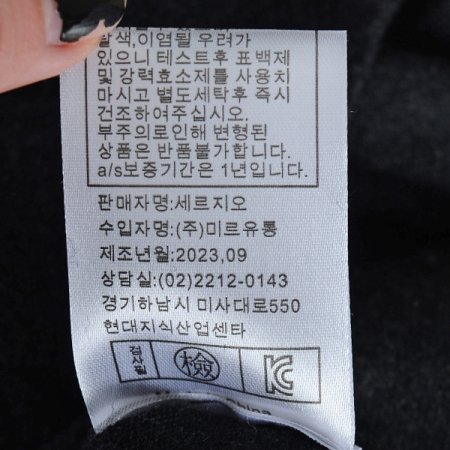 탈색,이염될 우려가
있으니 테스트후 표백제
및 강력효소제를 사용치
마시고 별도세탁후 즉시
건조하여주십시오.
부주의로인해 변형된
상품은 반품불가합니다.
a/s보증기간은 1년입니다.
판매자명:세르지오
수입자명:(주)미르유통
제조년월:2023,09
상담실:(02)2212-0143
경기하남시 미사대로550
현대지식산업센타
검사필 檢 KC
China